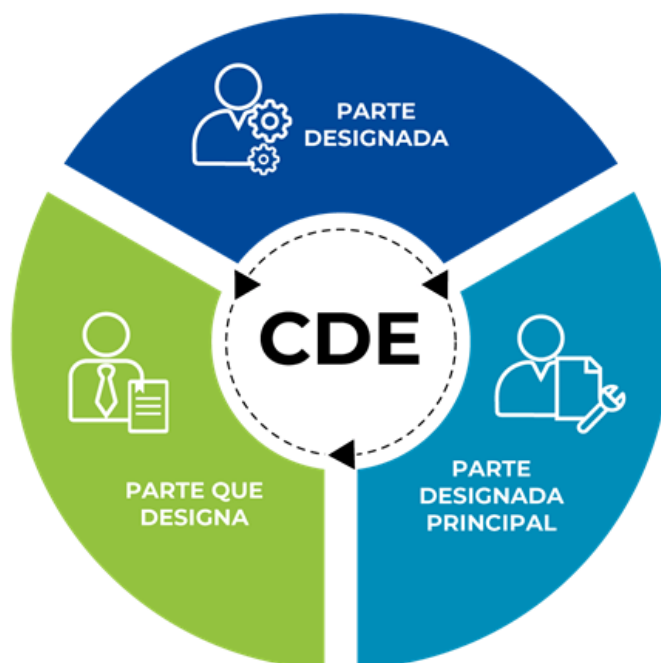 PARTE
DESIGNADA
CDE
PARTE QUE
DESIGNA
PARTE
DESIGNADA
PRINCIPAL